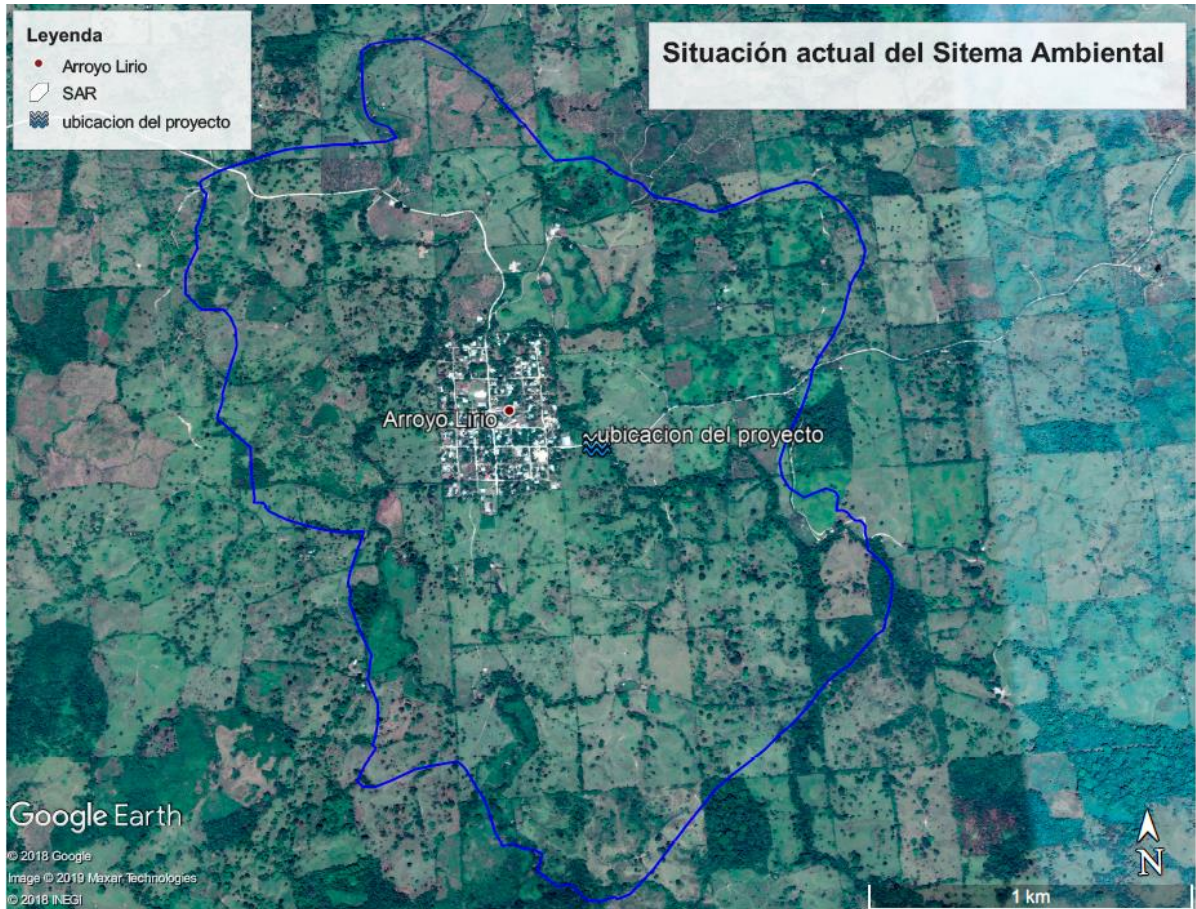 Leyenda
Arroyo Lirio
SAR
ubicacion del proyecto
Situación actual del Sitema Ambiental
Arroyo Lirio
ubicacion del proyecto
Google Earth
© 2018 Google
Image © 2019 Maxar Technologies
© 2018 INEGI
N
1 km